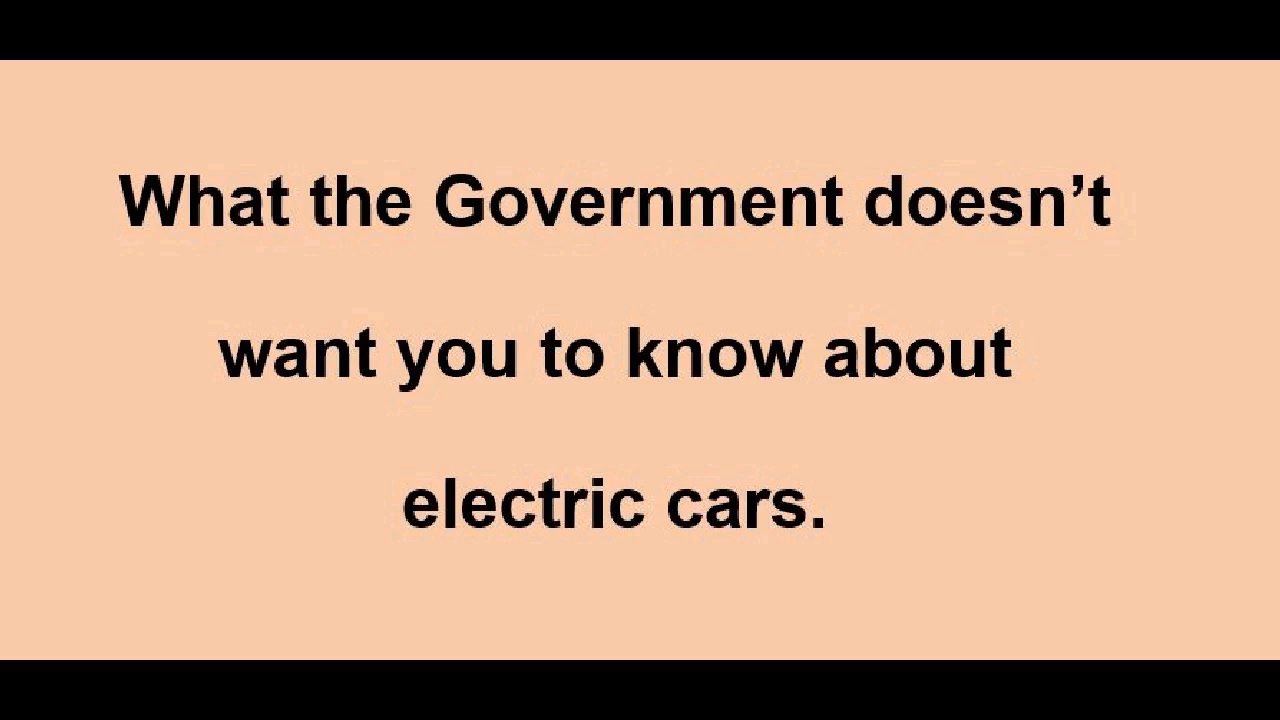 What the Government doesn’t
want you to know about
electric cars.